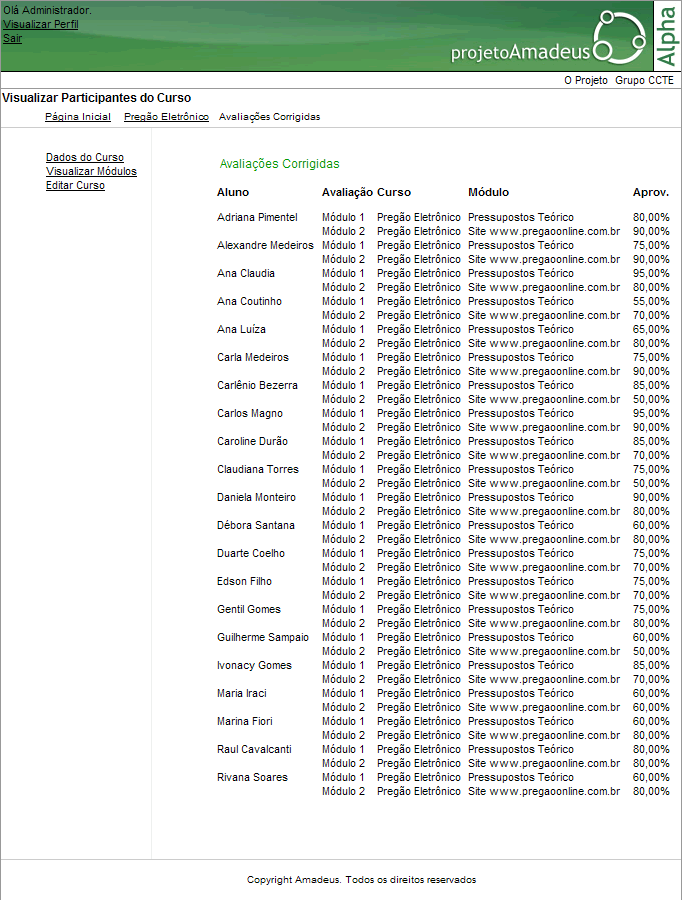 Olá Administrador.
Visualizar Perfil
Sair
projetoAmadeus
Alpha
O Projeto Grupo CCTE
Visualizar Participantes do Curso
Página Inicial Pregão Eletrônico Avaliações Corrigidas
Dados do Curso
Visualizar Módulos
Editar Curso
Avaliações Corrigidas
Aluno Avaliação Curso Módulo Aprov.
Adriana Pimentel Módulo 1 Pregão Eletrônico Pressupostos Teórico 80,00%
Módulo 2 Pregão Eletrônico Site www.pregaoonline.com.br 90,00%
Alexandre Medeiros Módulo 1 Pregão Eletrônico Pressupostos Teórico 75,00%
Módulo 2 Pregão Eletrônico Site www.pregaoonline.com.br 90,00%
Ana Claudia Módulo 1 Pregão Eletrônico Pressupostos Teórico 95,00%
Módulo 2 Pregão Eletrônico Site www.pregaoonline.com.br 80,00%
Ana Coutinho Módulo 1 Pregão Eletrônico Pressupostos Teórico 55,00%
Módulo 2 Pregão Eletrônico Site www.pregaoonline.com.br 70,00%
Ana Luíza Módulo 1 Pregão Eletrônico Pressupostos Teórico 65,00%
Módulo 2 Pregão Eletrônico Site www.pregaoonline.com.br 80,00%
Carla Medeiros Módulo 1 Pregão Eletrônico Pressupostos Teórico 75,00%
Módulo 2 Pregão Eletrônico Site www.pregaoonline.com.br 90,00%
Carlênio Bezerra Módulo 1 Pregão Eletrônico Pressupostos Teórico 85,00%
Módulo 2 Pregão Eletrônico Site www.pregaoonline.com.br 50,00%
Carlos Magno Módulo 1 Pregão Eletrônico Pressupostos Teórico 95,00%
Módulo 2 Pregão Eletrônico Site www.pregaoonline.com.br 90,00%
Caroline Durão Módulo 1 Pregão Eletrônico Pressupostos Teórico 85,00%
Módulo 2 Pregão Eletrônico Site www.pregaoonline.com.br 70,00%
Claudiana Torres Módulo 1 Pregão Eletrônico Pressupostos Teórico 75,00%
Módulo 2 Pregão Eletrônico Site www.pregaoonline.com.br 50,00%
Daniela Monteiro Módulo 1 Pregão Eletrônico Pressupostos Teórico 90,00%
Módulo 2 Pregão Eletrônico Site www.pregaoonline.com.br 80,00%
Débora Santana Módulo 1 Pregão Eletrônico Pressupostos Teórico 60,00%
Módulo 2 Pregão Eletrônico Site www.pregaoonline.com.br 80,00%
Duarte Coelho Módulo 1 Pregão Eletrônico Pressupostos Teórico 75,00%
Módulo 2 Pregão Eletrônico Site www.pregaoonline.com.br 70,00%
Edson Filho Módulo 1 Pregão Eletrônico Pressupostos Teórico 75,00%
Módulo 2 Pregão Eletrônico Site www.pregaoonline.com.br 70,00%
Gentil Gomes Módulo 1 Pregão Eletrônico Pressupostos Teórico 75,00%
Módulo 2 Pregão Eletrônico Site www.pregaoonline.com.br 80,00%
Guilherme Sampaio Módulo 1 Pregão Eletrônico Pressupostos Teórico 60,00%
Módulo 2 Pregão Eletrônico Site www.pregaoonline.com.br 50,00%
Ivonacy Gomes Módulo 1 Pregão Eletrônico Pressupostos Teórico 85,00%
Módulo 2 Pregão Eletrônico Site www.pregaoonline.com.br 70,00%
Maria Iraci Módulo 1 Pregão Eletrônico Pressupostos Teórico 60,00%
Módulo 2 Pregão Eletrônico Site www.pregaoonline.com.br 60,00%
Marina Fiori Módulo 1 Pregão Eletrônico Pressupostos Teórico 60,00%
Módulo 2 Pregão Eletrônico Site www.pregaoonline.com.br 80,00%
Raul Cavalcanti Módulo 1 Pregão Eletrônico Pressupostos Teórico 80,00%
Módulo 2 Pregão Eletrônico Site www.pregaoonline.com.br 80,00%
Rivana Soares Módulo 1 Pregão Eletrônico Pressupostos Teórico 60,00%
Módulo 2 Pregão Eletrônico Site www.pregaoonline.com.br 80,00%
Copyright Amadeus. Todos os direitos reservados